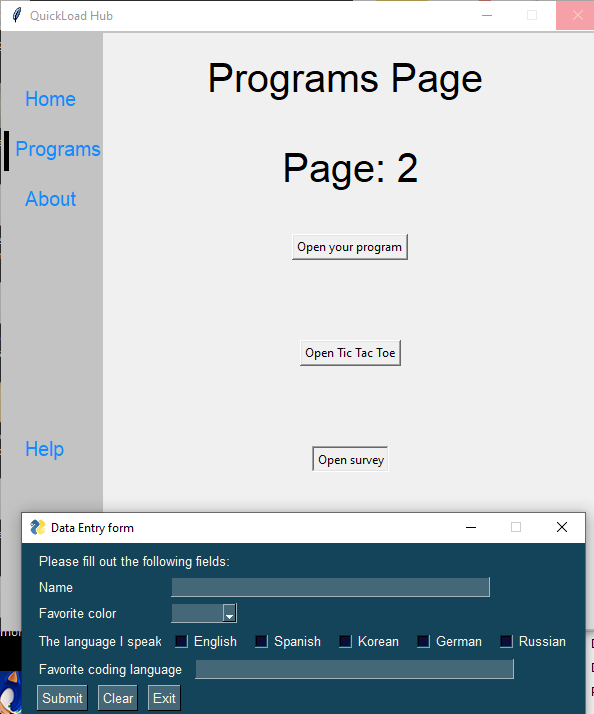 QuickLoad Hub
Programs Page
Home
Programs
Page: 2
About
Open your program
Open Tic Tac Toe
Help
Open survey
Data Entry form
Please fill out the following fields:
Name
Favorite color
The language I speak English Spanish Korean German Russian
Favorite coding language
Submit Clear Exit